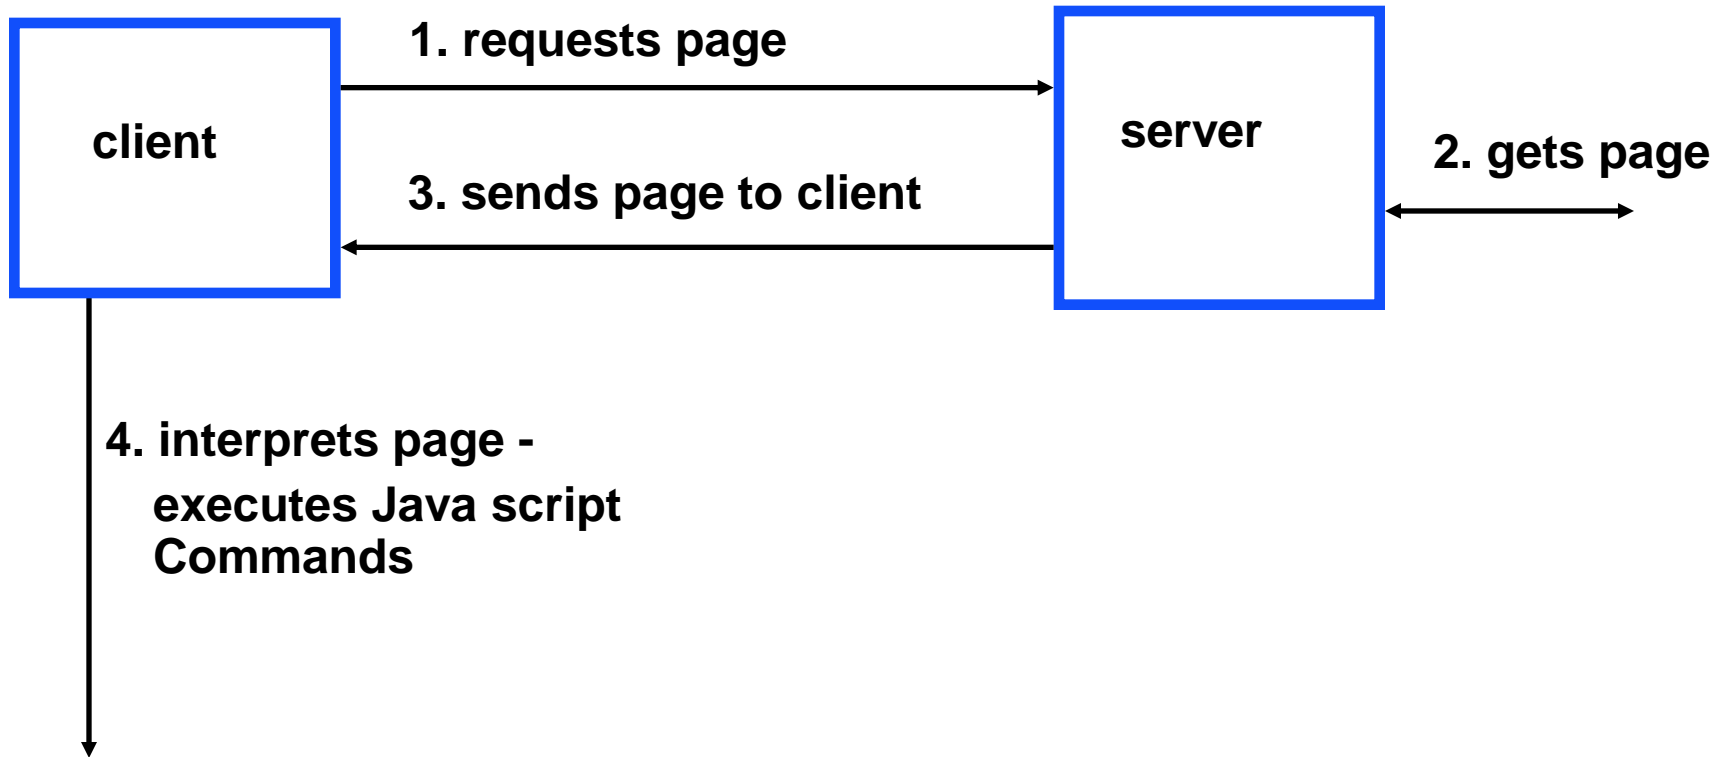 1. requests page
client
server
2. gets page
3. sends page to client
4. interprets page -
executes Java script
Commands